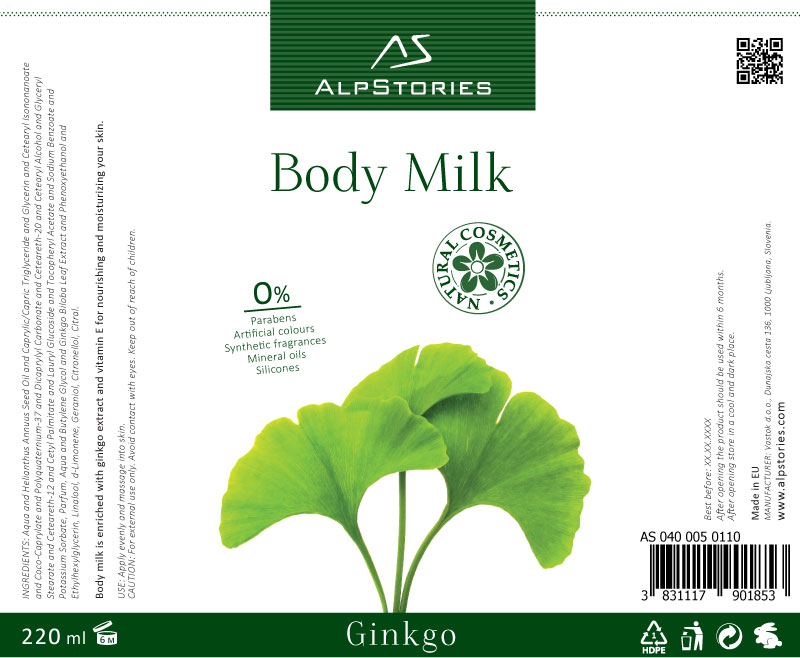 INGREDIENTS: Aqua and Helianthus Annuus Seed Oil and Caprylic/Capric Triglyceride and Glycerin and Cetearyl Isononanoate
and Coco-Caprylate and Polyquaternium-37 and Dicaprylyl Carbonate and Ceteareth-20 and Cetearyl Alcohol and Glyceryl
Stearate and Ceteareth-12 and Cetyl Palmitate and Lauryl Glucoside and Tocopheryl Acetate and Sodium Benzoate and
Potassium Sorbate, Parfum, Aqua and Butylene Glycol and Ginkgo Biloba Leaf Extract and Phenoxyethanol and
Ethylhexylglycerin, Linalool, d-Limonene, Geraniol, Citronellol, Citral.
Body milk is enriched with ginkgo extract and vitamin E for nourishing and moisturizing your skin.
USE: Apply evenly and massage into skin.
CAUTION: For external use only. Avoid contact with eyes. Keep out of reach of children.
AS
ALPSTORIES
Body Milk
NATURAL COSMETICS
0%
Parabens
Artificial colours
Synthetic fragrances
Mineral oils
Silicones
Best before: XX.XX.XXXX
After opening the product should be used within 6 months.
After opening store in a cool and dark place.
Made in EU
MANUFACTURER: Vastok d.o.o., Dunajska cesta 136, 1000 Ljubljana, Slovenia.
www.alpstories.com
AS 040 005 0110
3 831117 901853
220 ml
6 M
Ginkgo
1
HDPE